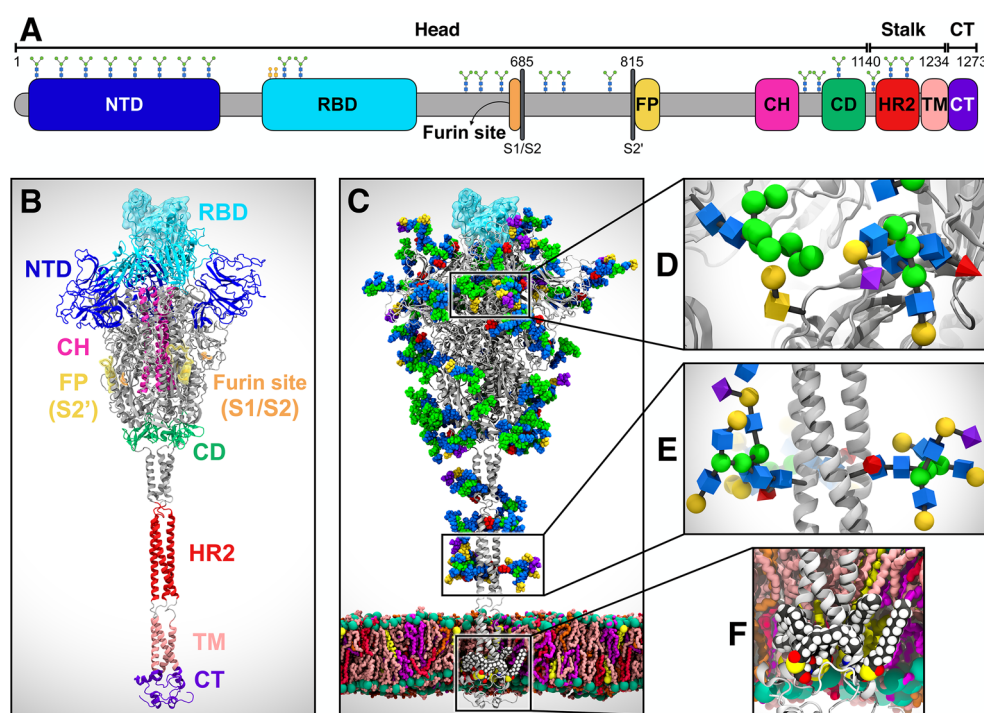 A
Head
Stalk
CT
1
685
815
1140
1234
1273
NTD
RBD
FP
CH
CD
HR2
TM
CT
Furin site
S1/S2
S2'
B
RBD
NTD
CH
FP
(S2')
Furin site
(S1/S2)
CD
HR2
TM
CT
C
D
E
F